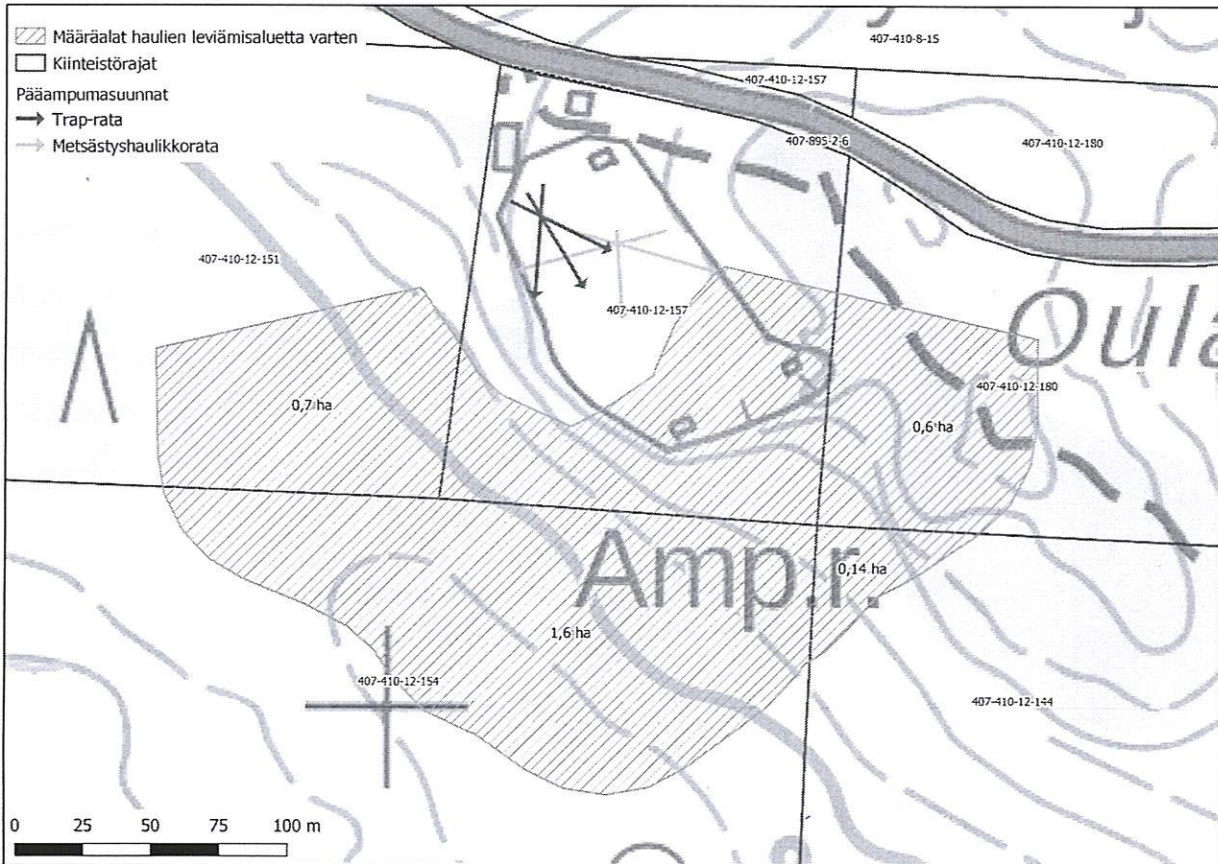 Määräalat haulien leviämisaluetta varten
Kiinteistörajat
Pääampumasuunnat
Trap-rata
Metsästyshaulikkorata
407-410-8-15
407-410-12-157
407-895-2-6
407-410-12-180
407-410-12-151
407-410-12-157
Oula
407-410-12-180
0,7 ha
0,6 ha
Amp.r.
0,14 ha
1,6 ha
407-410-12-154
407-410-12-144
0 25 50 75 100 m